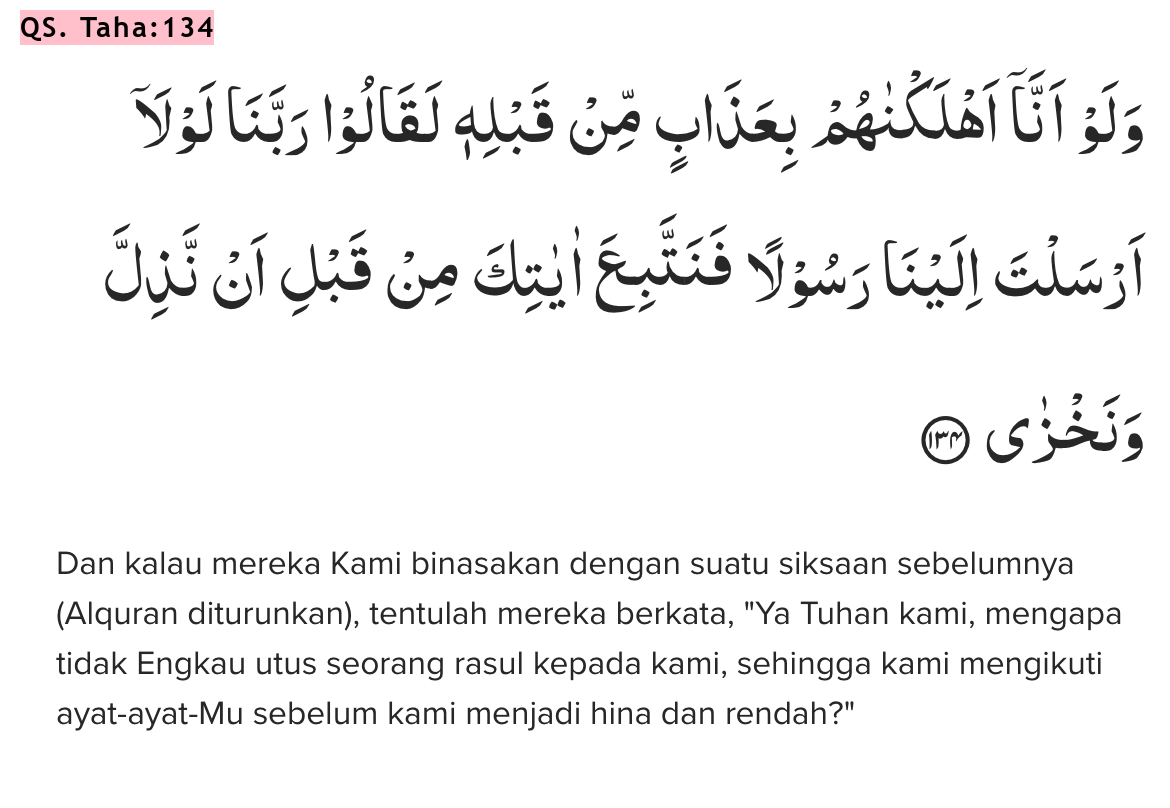 QS. Taha:134
وَلَوْ اَنَّآ اَهْلَكْنٰهُمْ بِعَذَابٍ مِّنْ قَبْلِهٖ لَقَالُوْا رَبَّنَا لَوْلَآ
اَرْسَلْتَ اِلَيْنَا رَسُوْلًا فَنَتَّبِعَ اٰيٰتِكَ مِنْ قَبْلِ اَنْ نَّذِلَّ
وَنَخْزٰى ۱۳۴
Dan kalau mereka Kami binasakan dengan suatu siksaan sebelumnya
(Alquran diturunkan), tentulah mereka berkata, "Ya Tuhan kami, mengapa
tidak Engkau utus seorang rasul kepada kami, sehingga kami mengikuti
ayat-ayat-Mu sebelum kami menjadi hina dan rendah?"